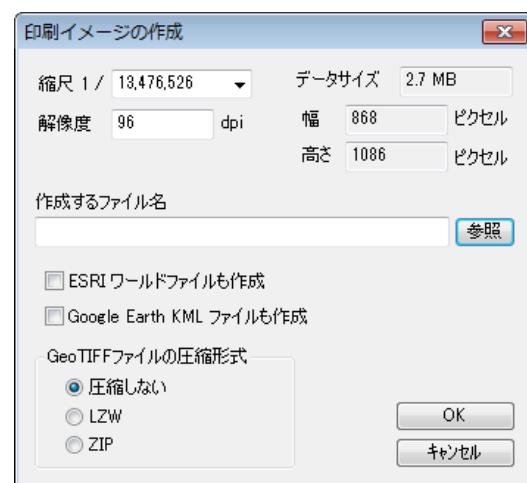 印刷イメージの作成
縮尺 1 / 13,476,526
データサイズ 2.7 MB
解像度 96 dpi
幅 868 ピクセル
高さ 1086 ピクセル
作成するファイル名
参照
ESRI ワールドファイルも作成
Google Earth KML ファイルも作成
GeoTIFFファイルの圧縮形式
圧縮しない
LZW
ZIP
OK
キャンセル